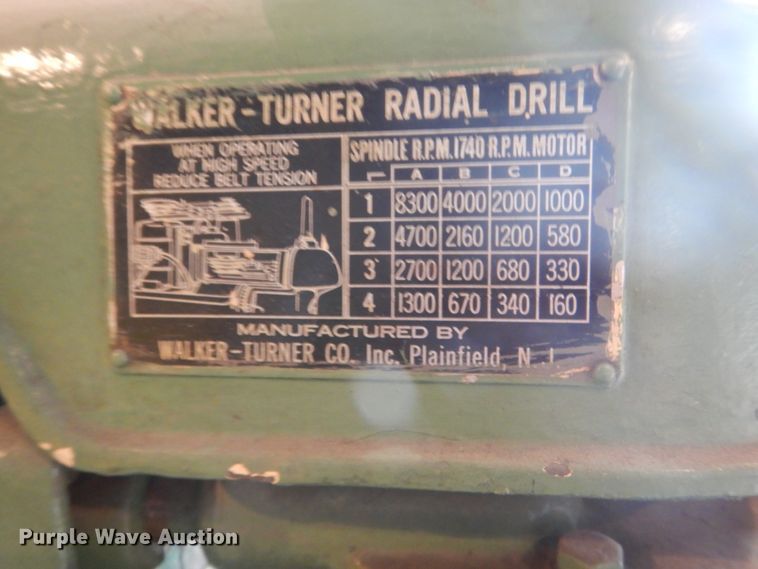 WALKER-TURNER RADIAL DRILL
WHEN OPERATING
AT HIGH SPEED
REDUCE BELT TENSION
SPINDLE R.P.M. 1740 R.P.M. MOTOR
A B C D
1 8300 4000 2000 1000
2 4700 2160 1200 580
3 2700 1200 680 330
4 1300 670 340 160
MANUFACTURED BY
WALKER-TURNER CO. Inc. Plainfield, N. J
Purple Wave Auction